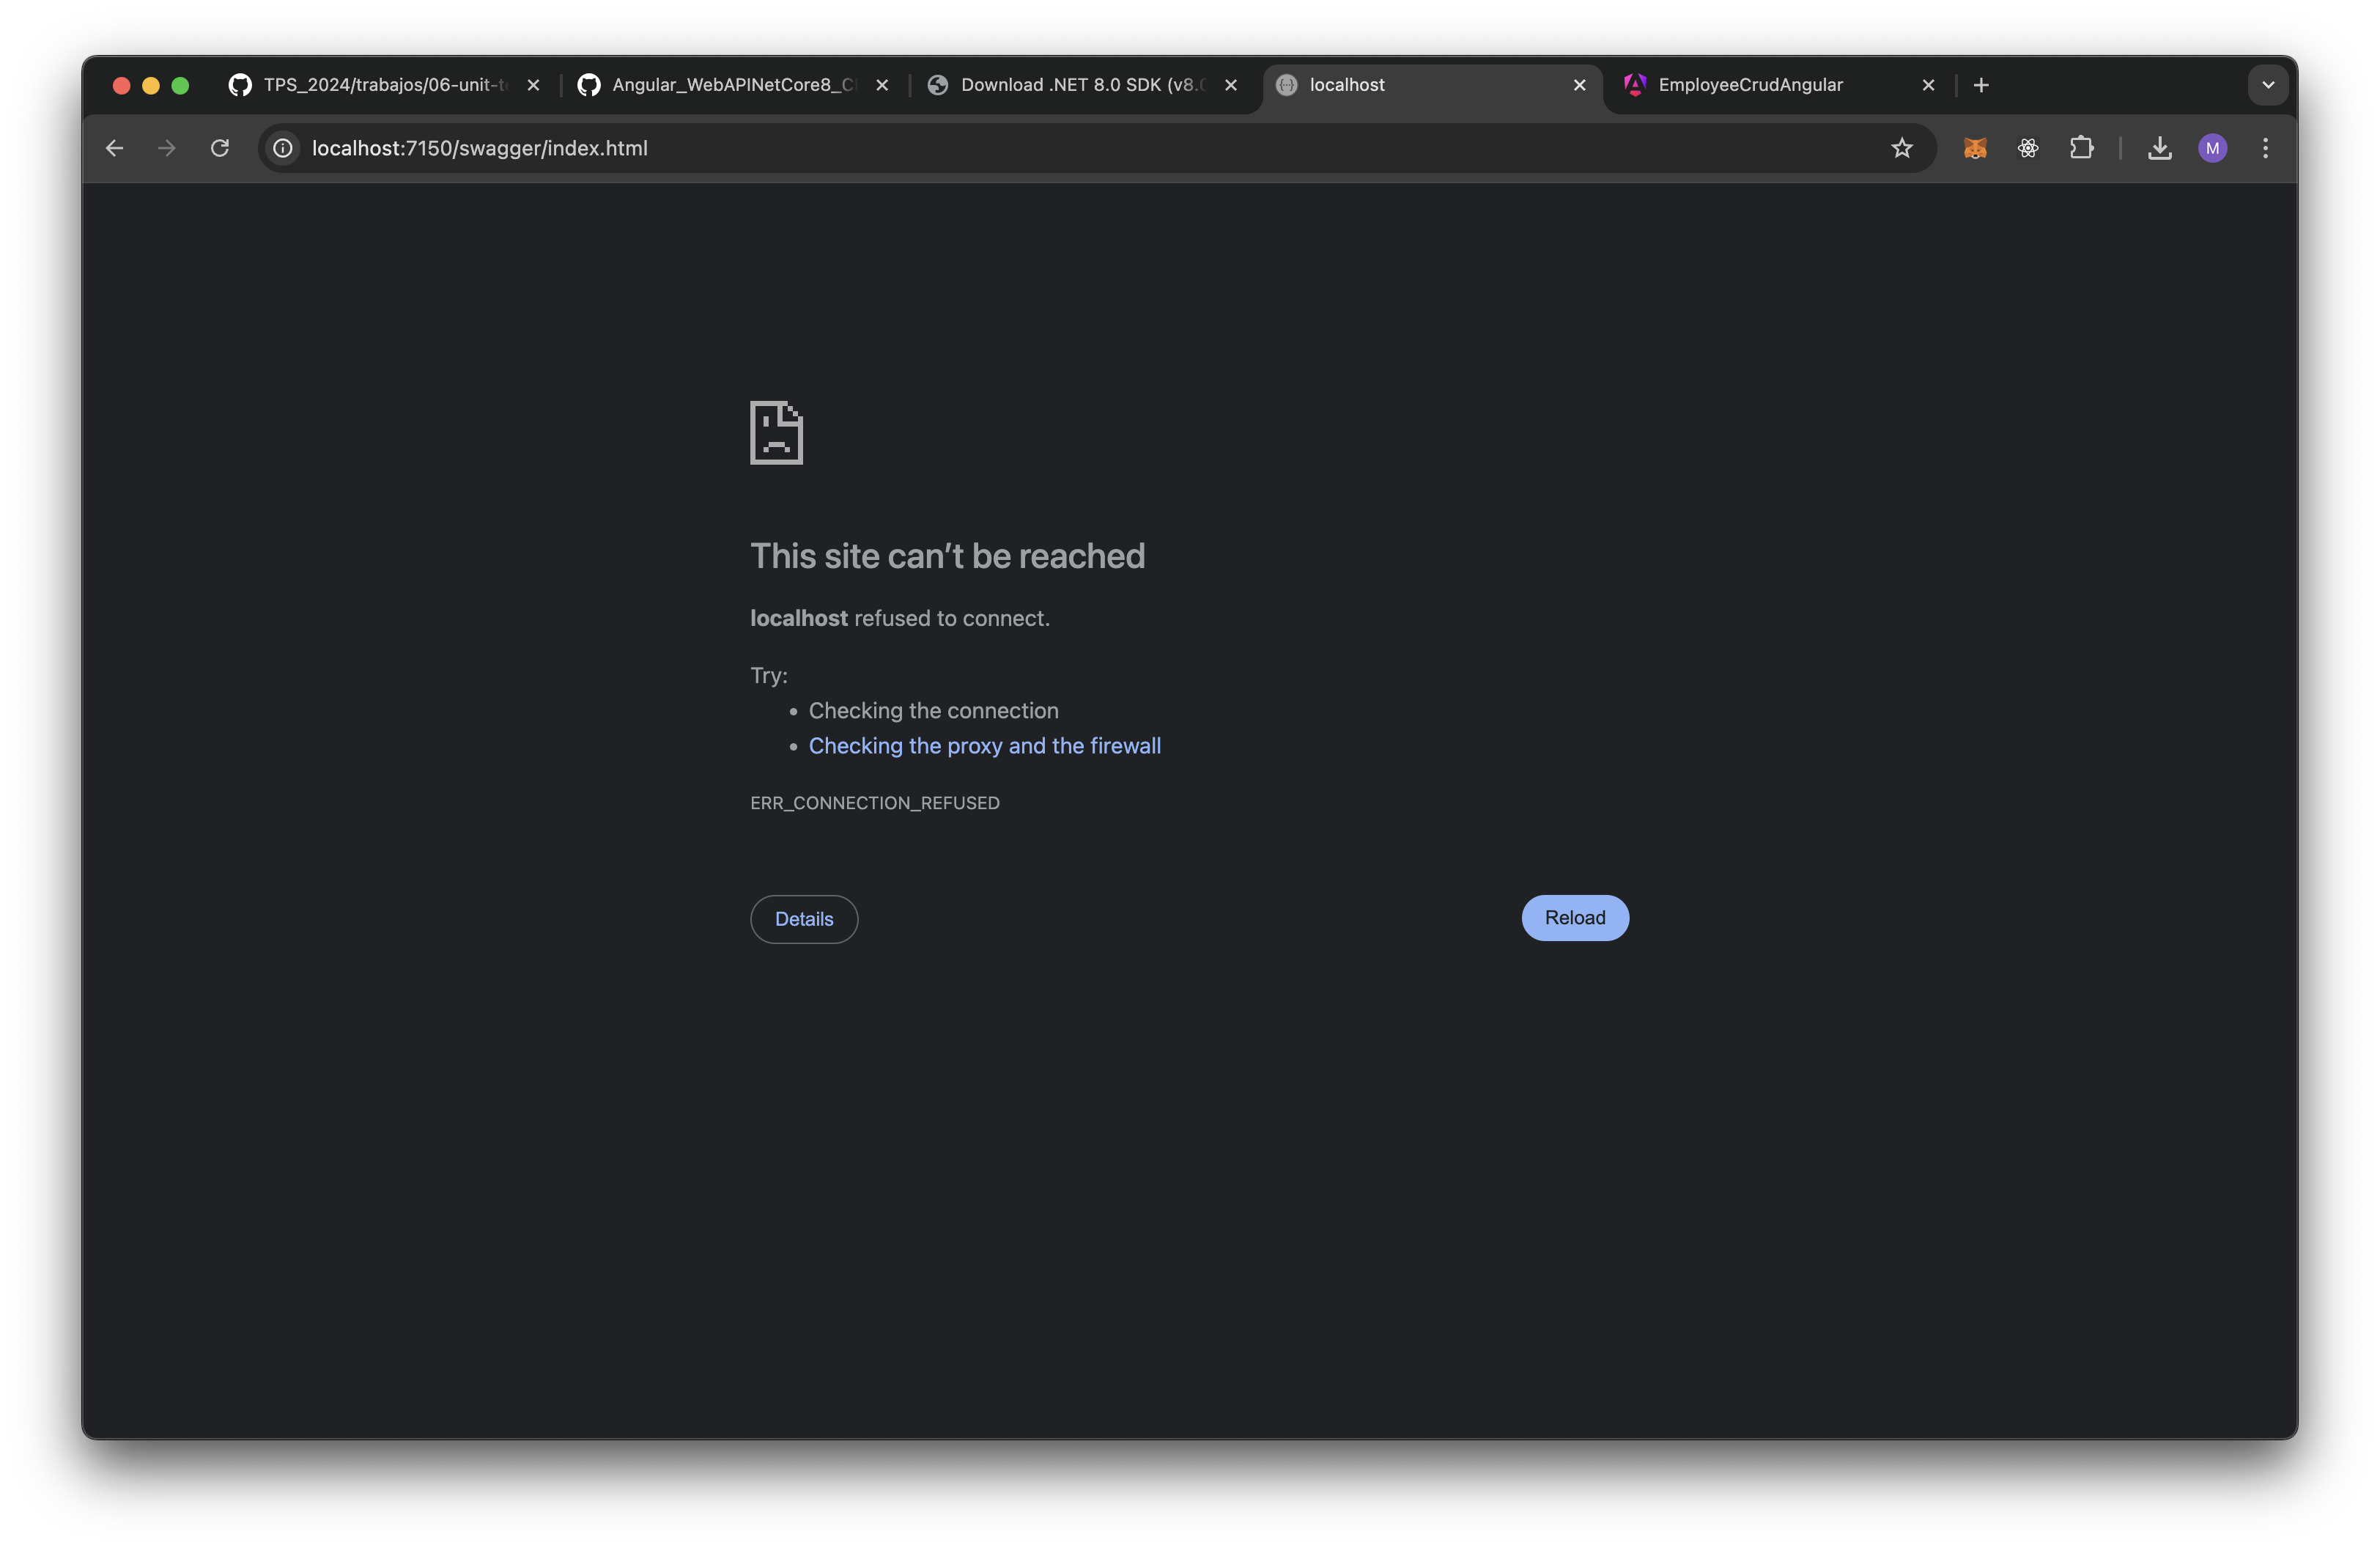 TPS_2024/trabajos/06-unit-te
Angular_WebAPINetCore8_C
Download .NET 8.0 SDK (v8.0
localhost
EmployeeCrudAngular
localhost:7150/swagger/index.html
M
This site can’t be reached
localhost refused to connect.
Try:
• Checking the connection
• Checking the proxy and the firewall
ERR_CONNECTION_REFUSED
Details
Reload